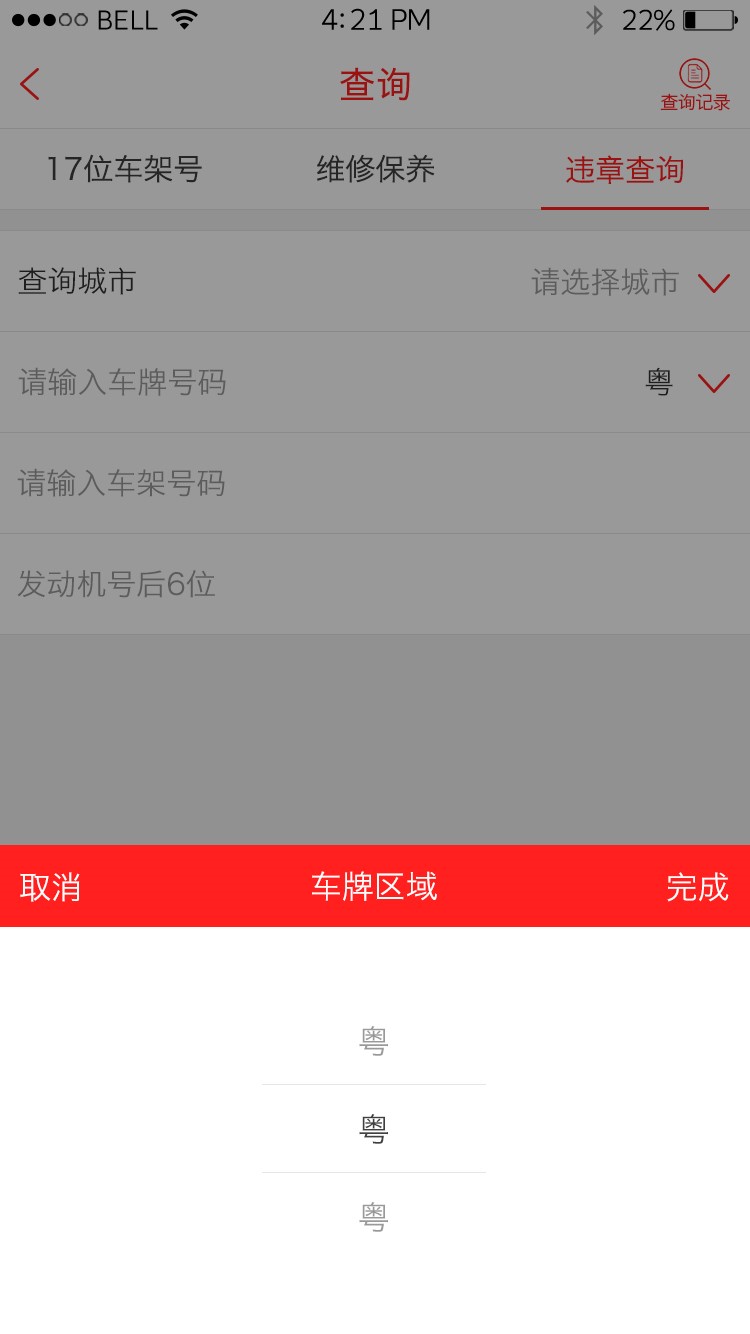 BELL 4:21 PM 22%
查询
查询记录
17位车架号 维修保养 违章查询
查询城市 请选择城市
请输入车牌号码 粤
请输入车架号码
发动机号后6位
取消 车牌区域 完成
粤
粤
粤